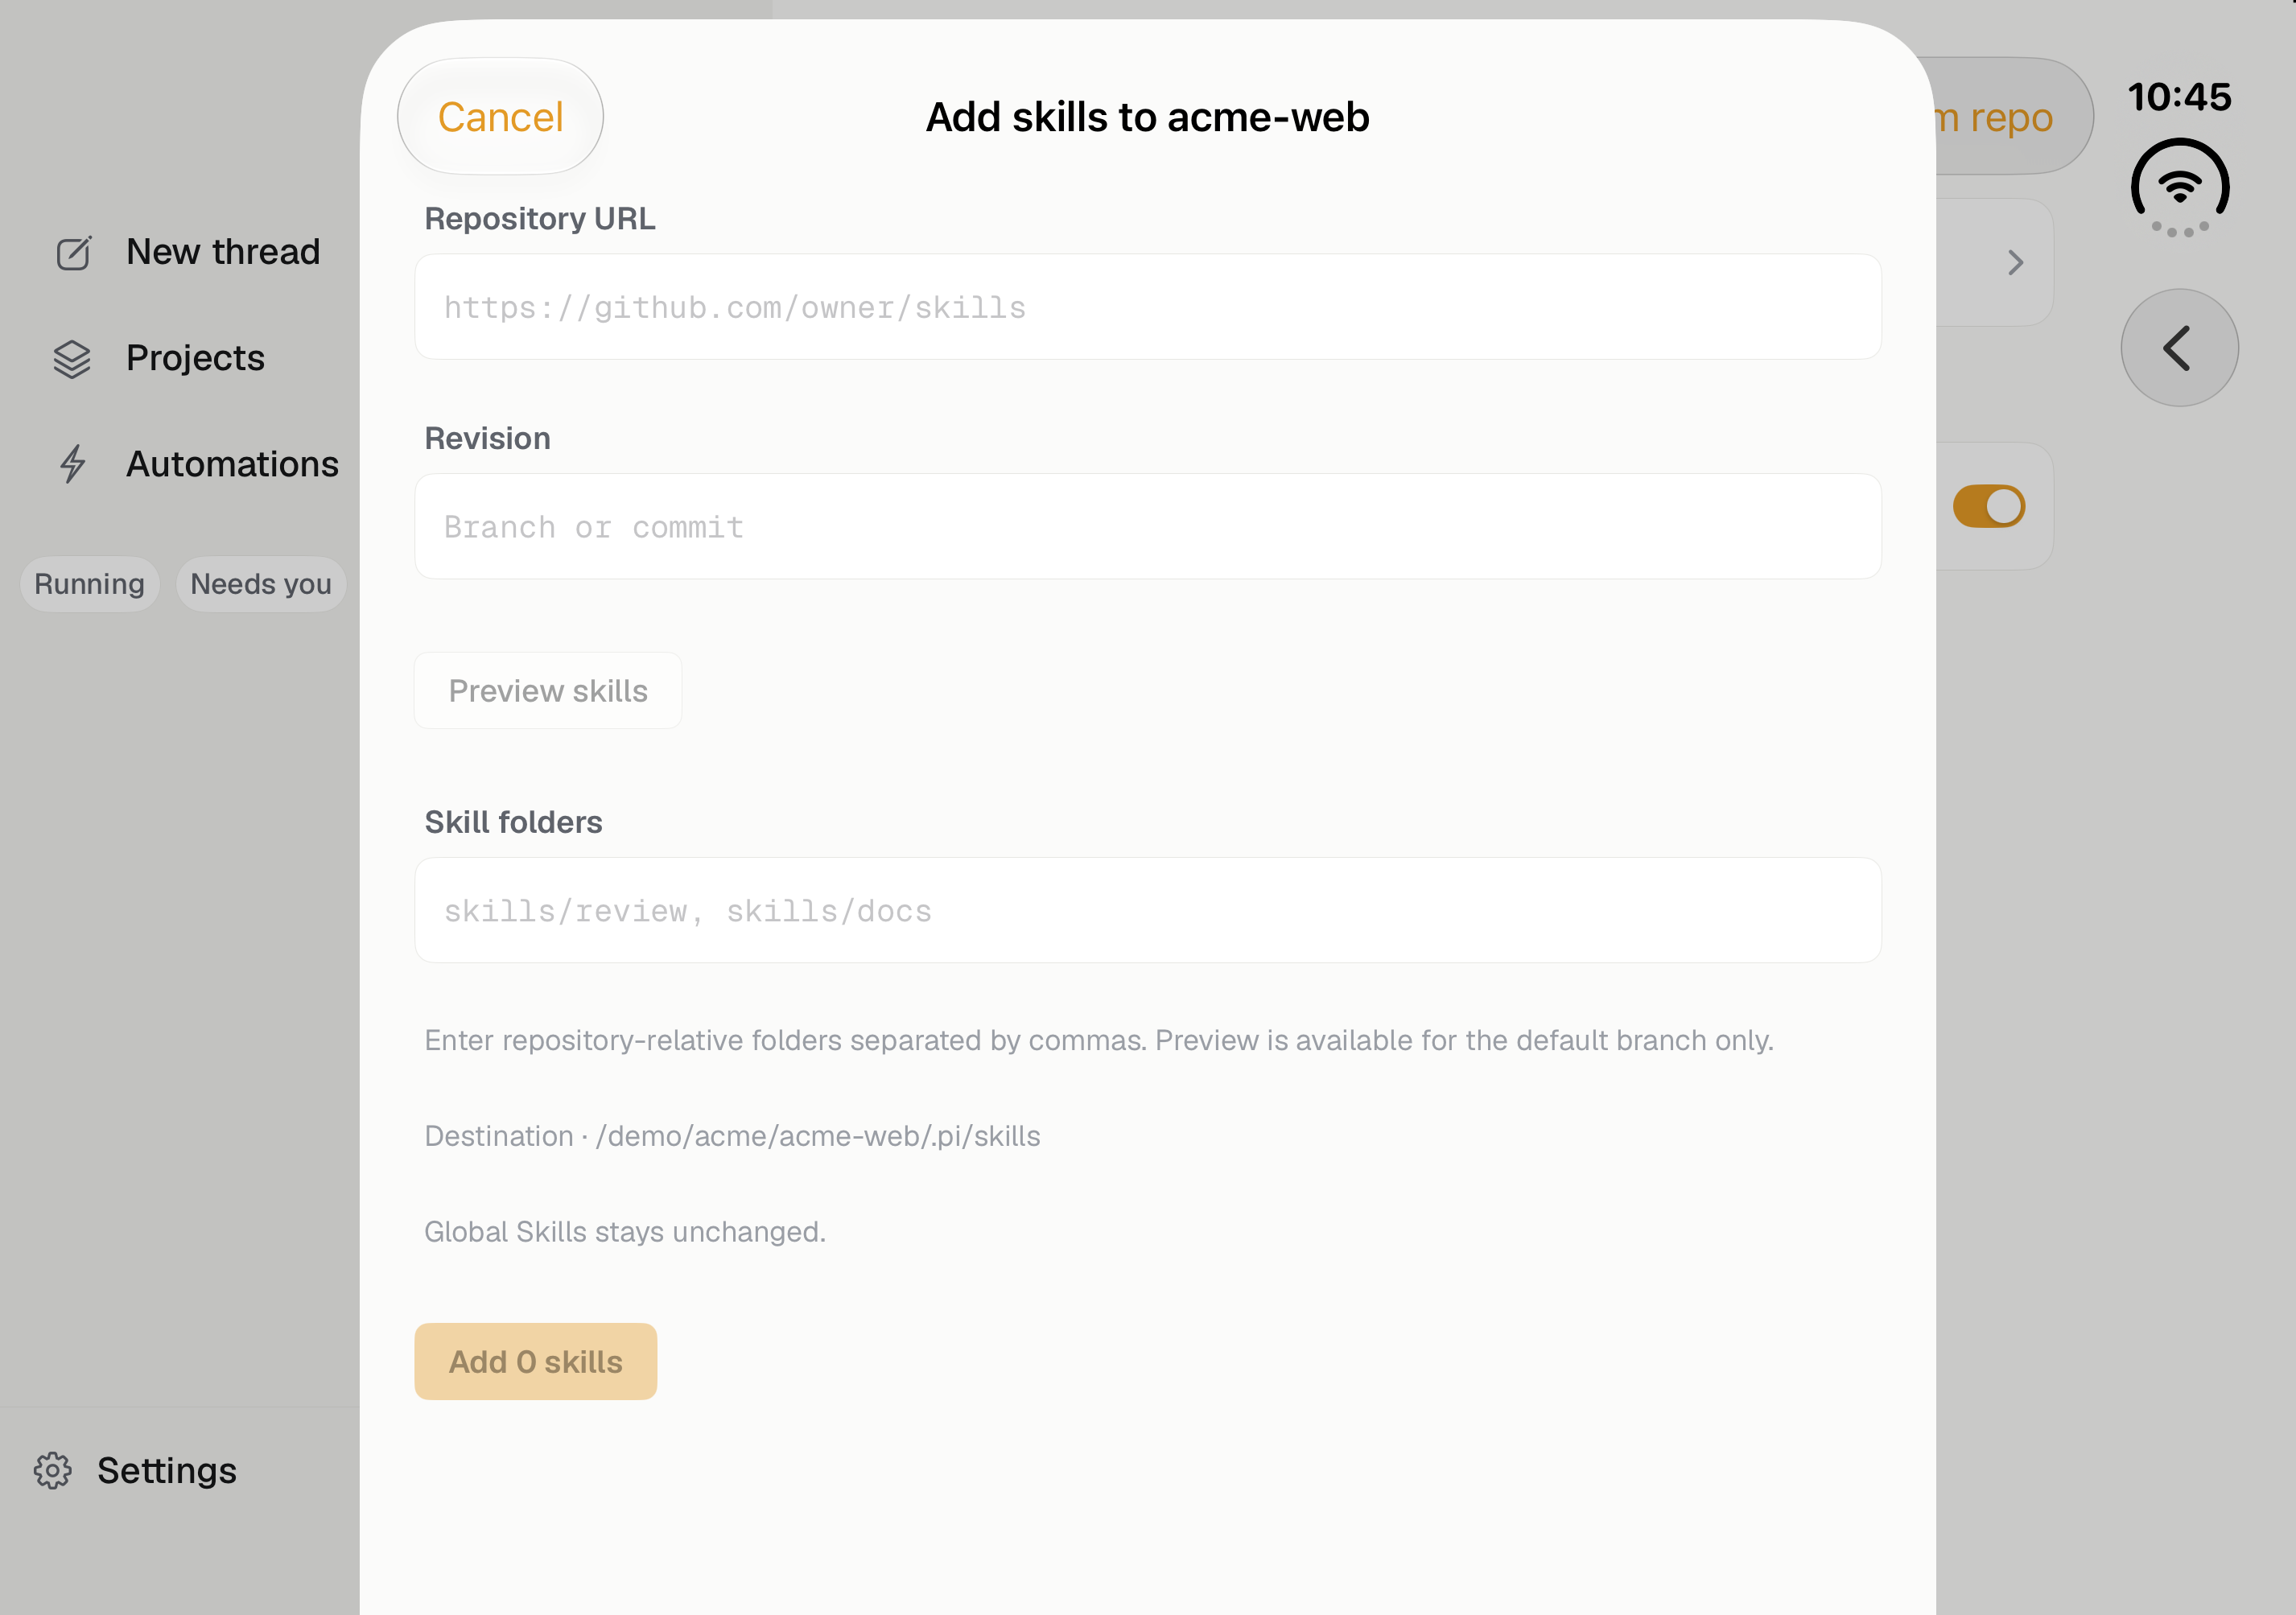 Cancel
Add skills to acme-web
m repo
10:45
New thread
Projects
Automations
Running
Needs you
Settings
Repository URL
https://github.com/owner/skills
Revision
Branch or commit
Preview skills
Skill folders
skills/review, skills/docs
Enter repository-relative folders separated by commas. Preview is available for the default branch only.
Destination · /demo/acme/acme-web/.pi/skills
Global Skills stays unchanged.
Add 0 skills